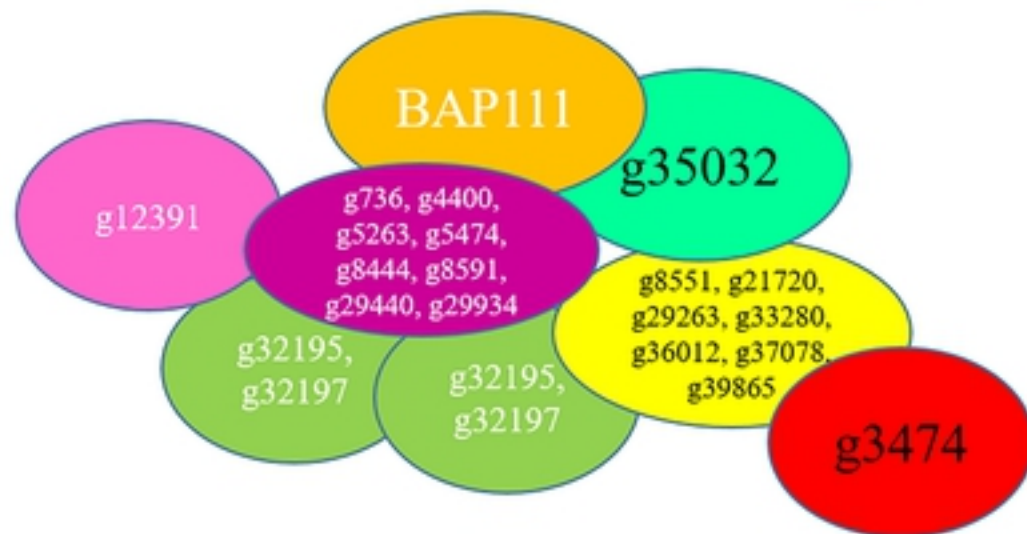 BAP111
g35032
g12391
g736, g4400,
g5263, g5474,
g8444, g8591,
g29440, g29934
g8551, g21720,
g29263, g33280,
g36012, g37078,
g39865
g32195,
g32197
g32195,
g32197
g3474